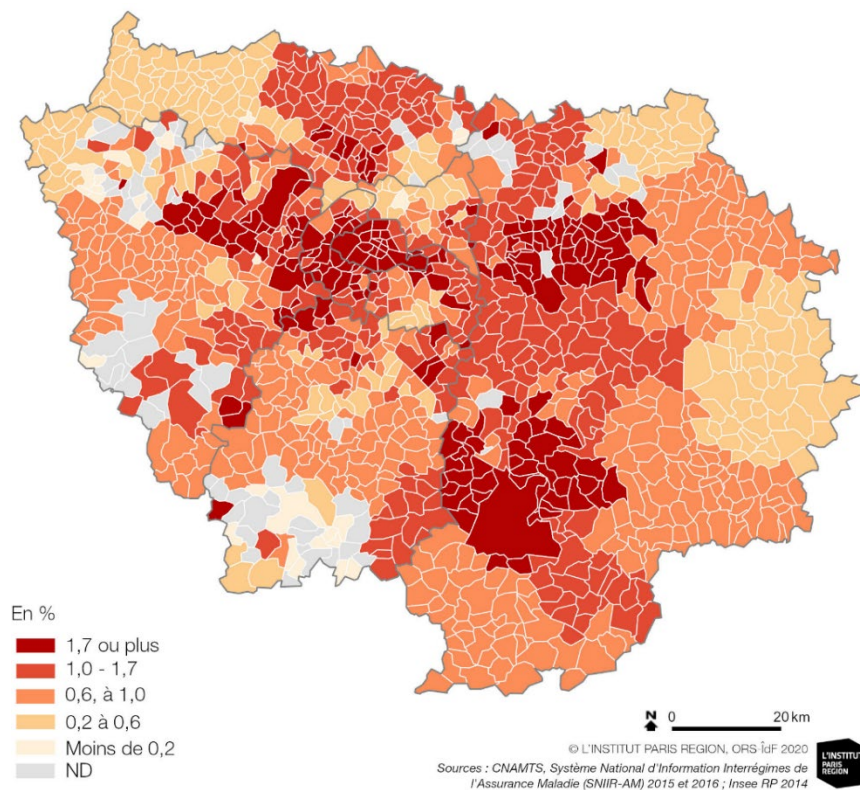 En %
1,7 ou plus
1,0 - 1,7
0,6, à 1,0
0,2 à 0,6
Moins de 0,2
ND
N 0 20 km
© L'INSTITUT PARIS REGION, ORS-ÎdF 2020
Sources : CNAMTS, Système National d'Information Interrégimes de
l'Assurance Maladie (SNIIR-AM) 2015 et 2016 ; Insee RP 2014
L'INSTITUT
PARIS
REGION